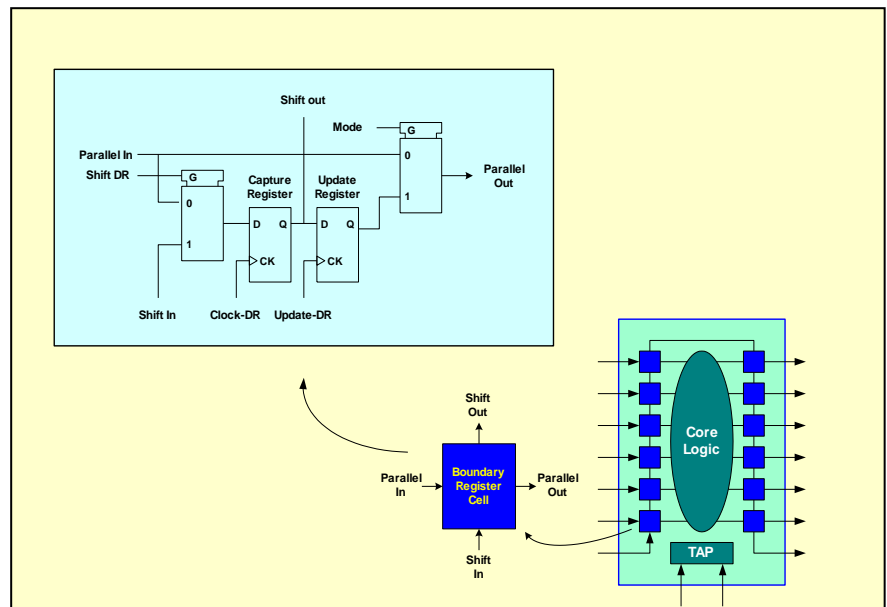 Shift out
Mode
G
Parallel In
0
Parallel
Out
Shift DR
G
Capture
Register
Update
Register
0
1
D
Q
D
Q
1
CK
CK
Shift In
Clock-DR
Update-DR
Shift
Out
Parallel
In
Boundary
Register
Cell
Parallel
Out
Shift
In
Core
Logic
TAP